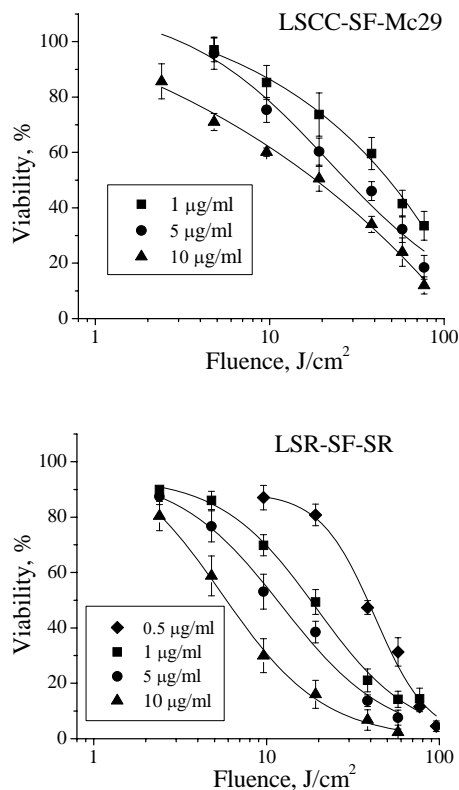 LSCC-SF-Mc29
100
80
60
40
20
0
Viability, %
1 μg/ml
5 μg/ml
10 μg/ml
1 10 100
Fluence, J/cm²
LSR-SF-SR
100
80
60
40
20
0
Viability, %
0.5 μg/ml
1 μg/ml
5 μg/ml
10 μg/ml
1 10 100
Fluence, J/cm²